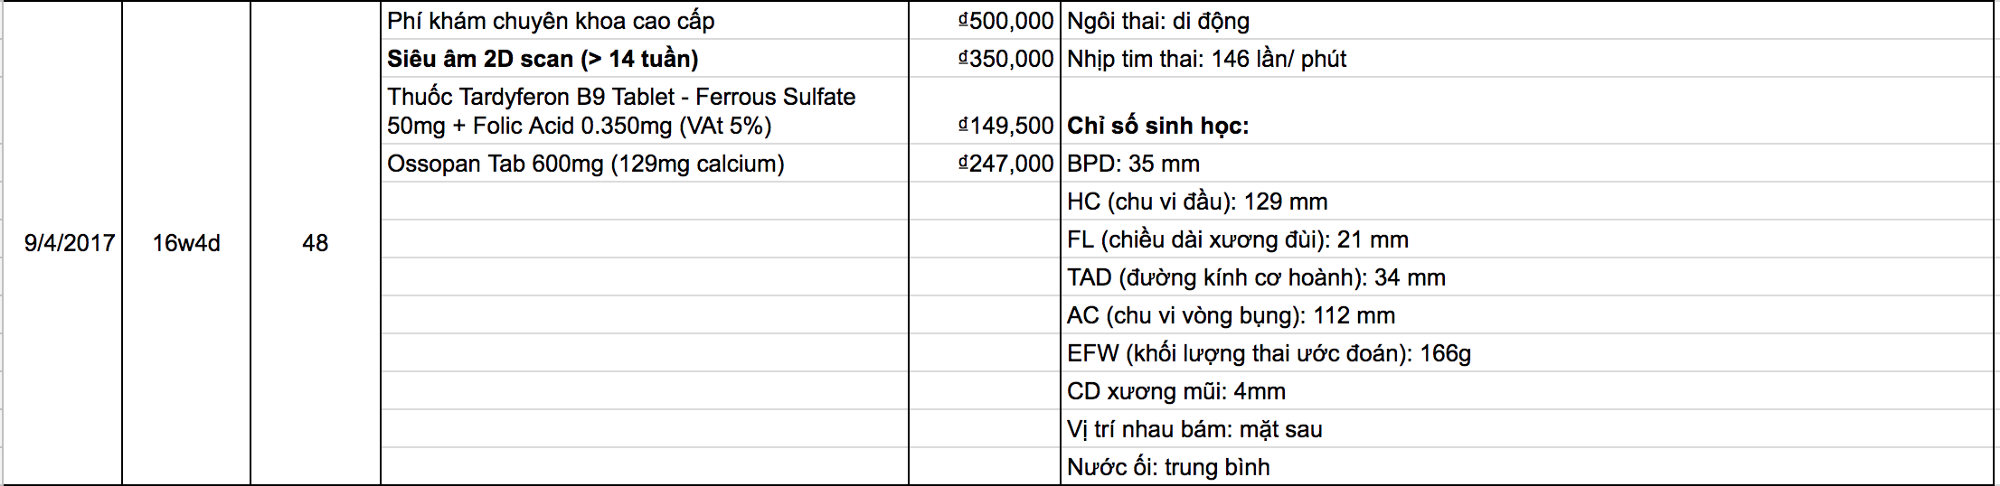 Phí khám chuyên khoa cao cấp ₫500,000 Ngôi thai: di động
Siêu âm 2D scan (> 14 tuần) ₫350,000 Nhịp tim thai: 146 lần/ phút
Thuốc Tardyferon B9 Tablet - Ferrous Sulfate
50mg + Folic Acid 0.350mg (VAt 5%) ₫149,500 Chỉ số sinh học:
Ossopan Tab 600mg (129mg calcium) ₫247,000 BPD: 35 mm
HC (chu vi đầu): 129 mm
9/4/2017 16w4d 48 FL (chiều dài xương đùi): 21 mm
TAD (đường kính cơ hoành): 34 mm
AC (chu vi vòng bụng): 112 mm
EFW (khối lượng thai ước đoán): 166g
CD xương mũi: 4mm
Vị trí nhau bám: mặt sau
Nước ối: trung bình